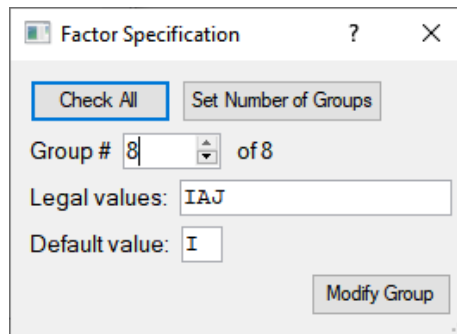 Factor Specification ?
Check All Set Number of Groups
Group # 8 of 8
Legal values: IAJ
Default value: I
Modify Group